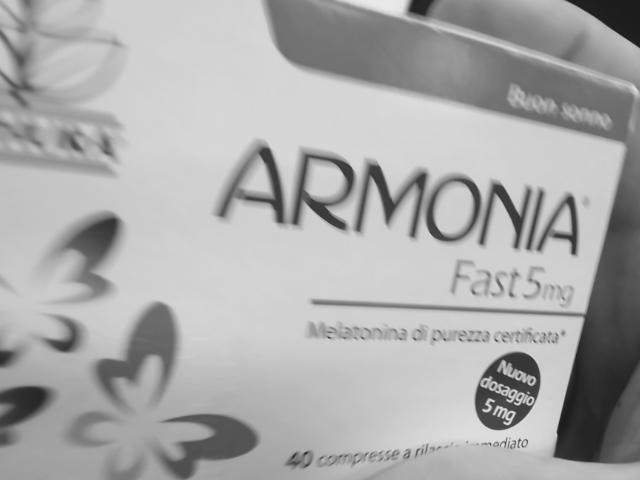 Buon sonno
ARMONIA
Fast 5mg
Melatonina di purezza certificata*
Nuovo
dosaggio
5 mg
40 compresse a rilascio immediato